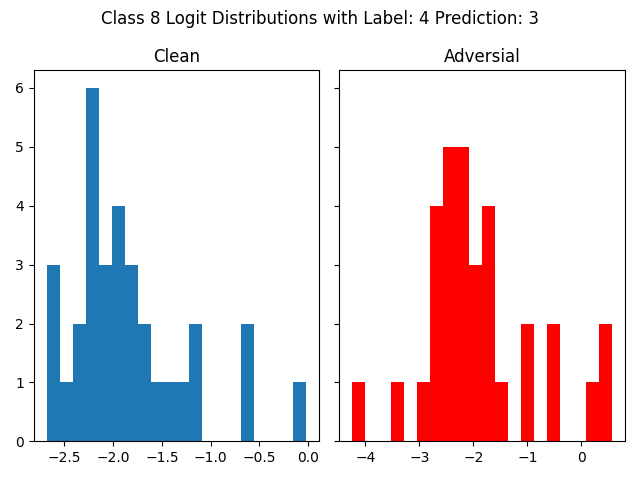 Class 8 Logit Distributions with Label: 4 Prediction: 3
Clean
Adversial
6
5
4
3
2
1
0
−2.5 −2.0 −1.5 −1.0 −0.5 0.0
−4 −3 −2 −1 0